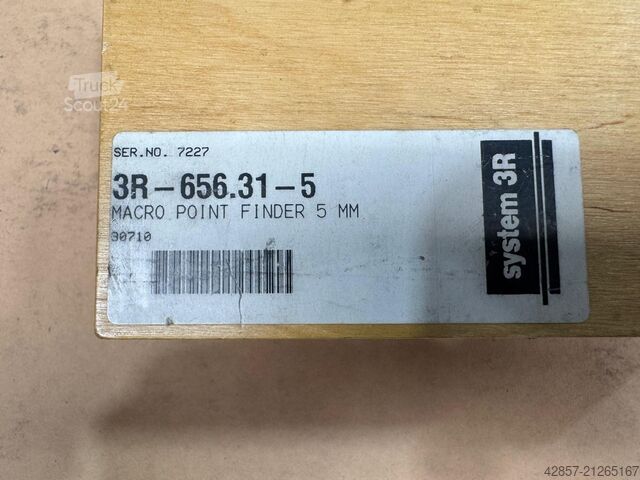 Truck
Scout24
SER.NO. 7227
3R-656.31-5
MACRO POINT FINDER 5 MM
30710
system 3R
42857-21265167